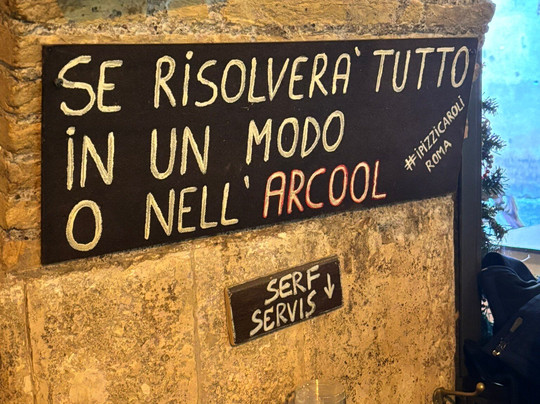 SE RISOLVERA' TUTTO
IN UN MODO
O NELL' ARCOOL
#IPIZZICAROLI
ROMA
SERF
SERVIS ↓